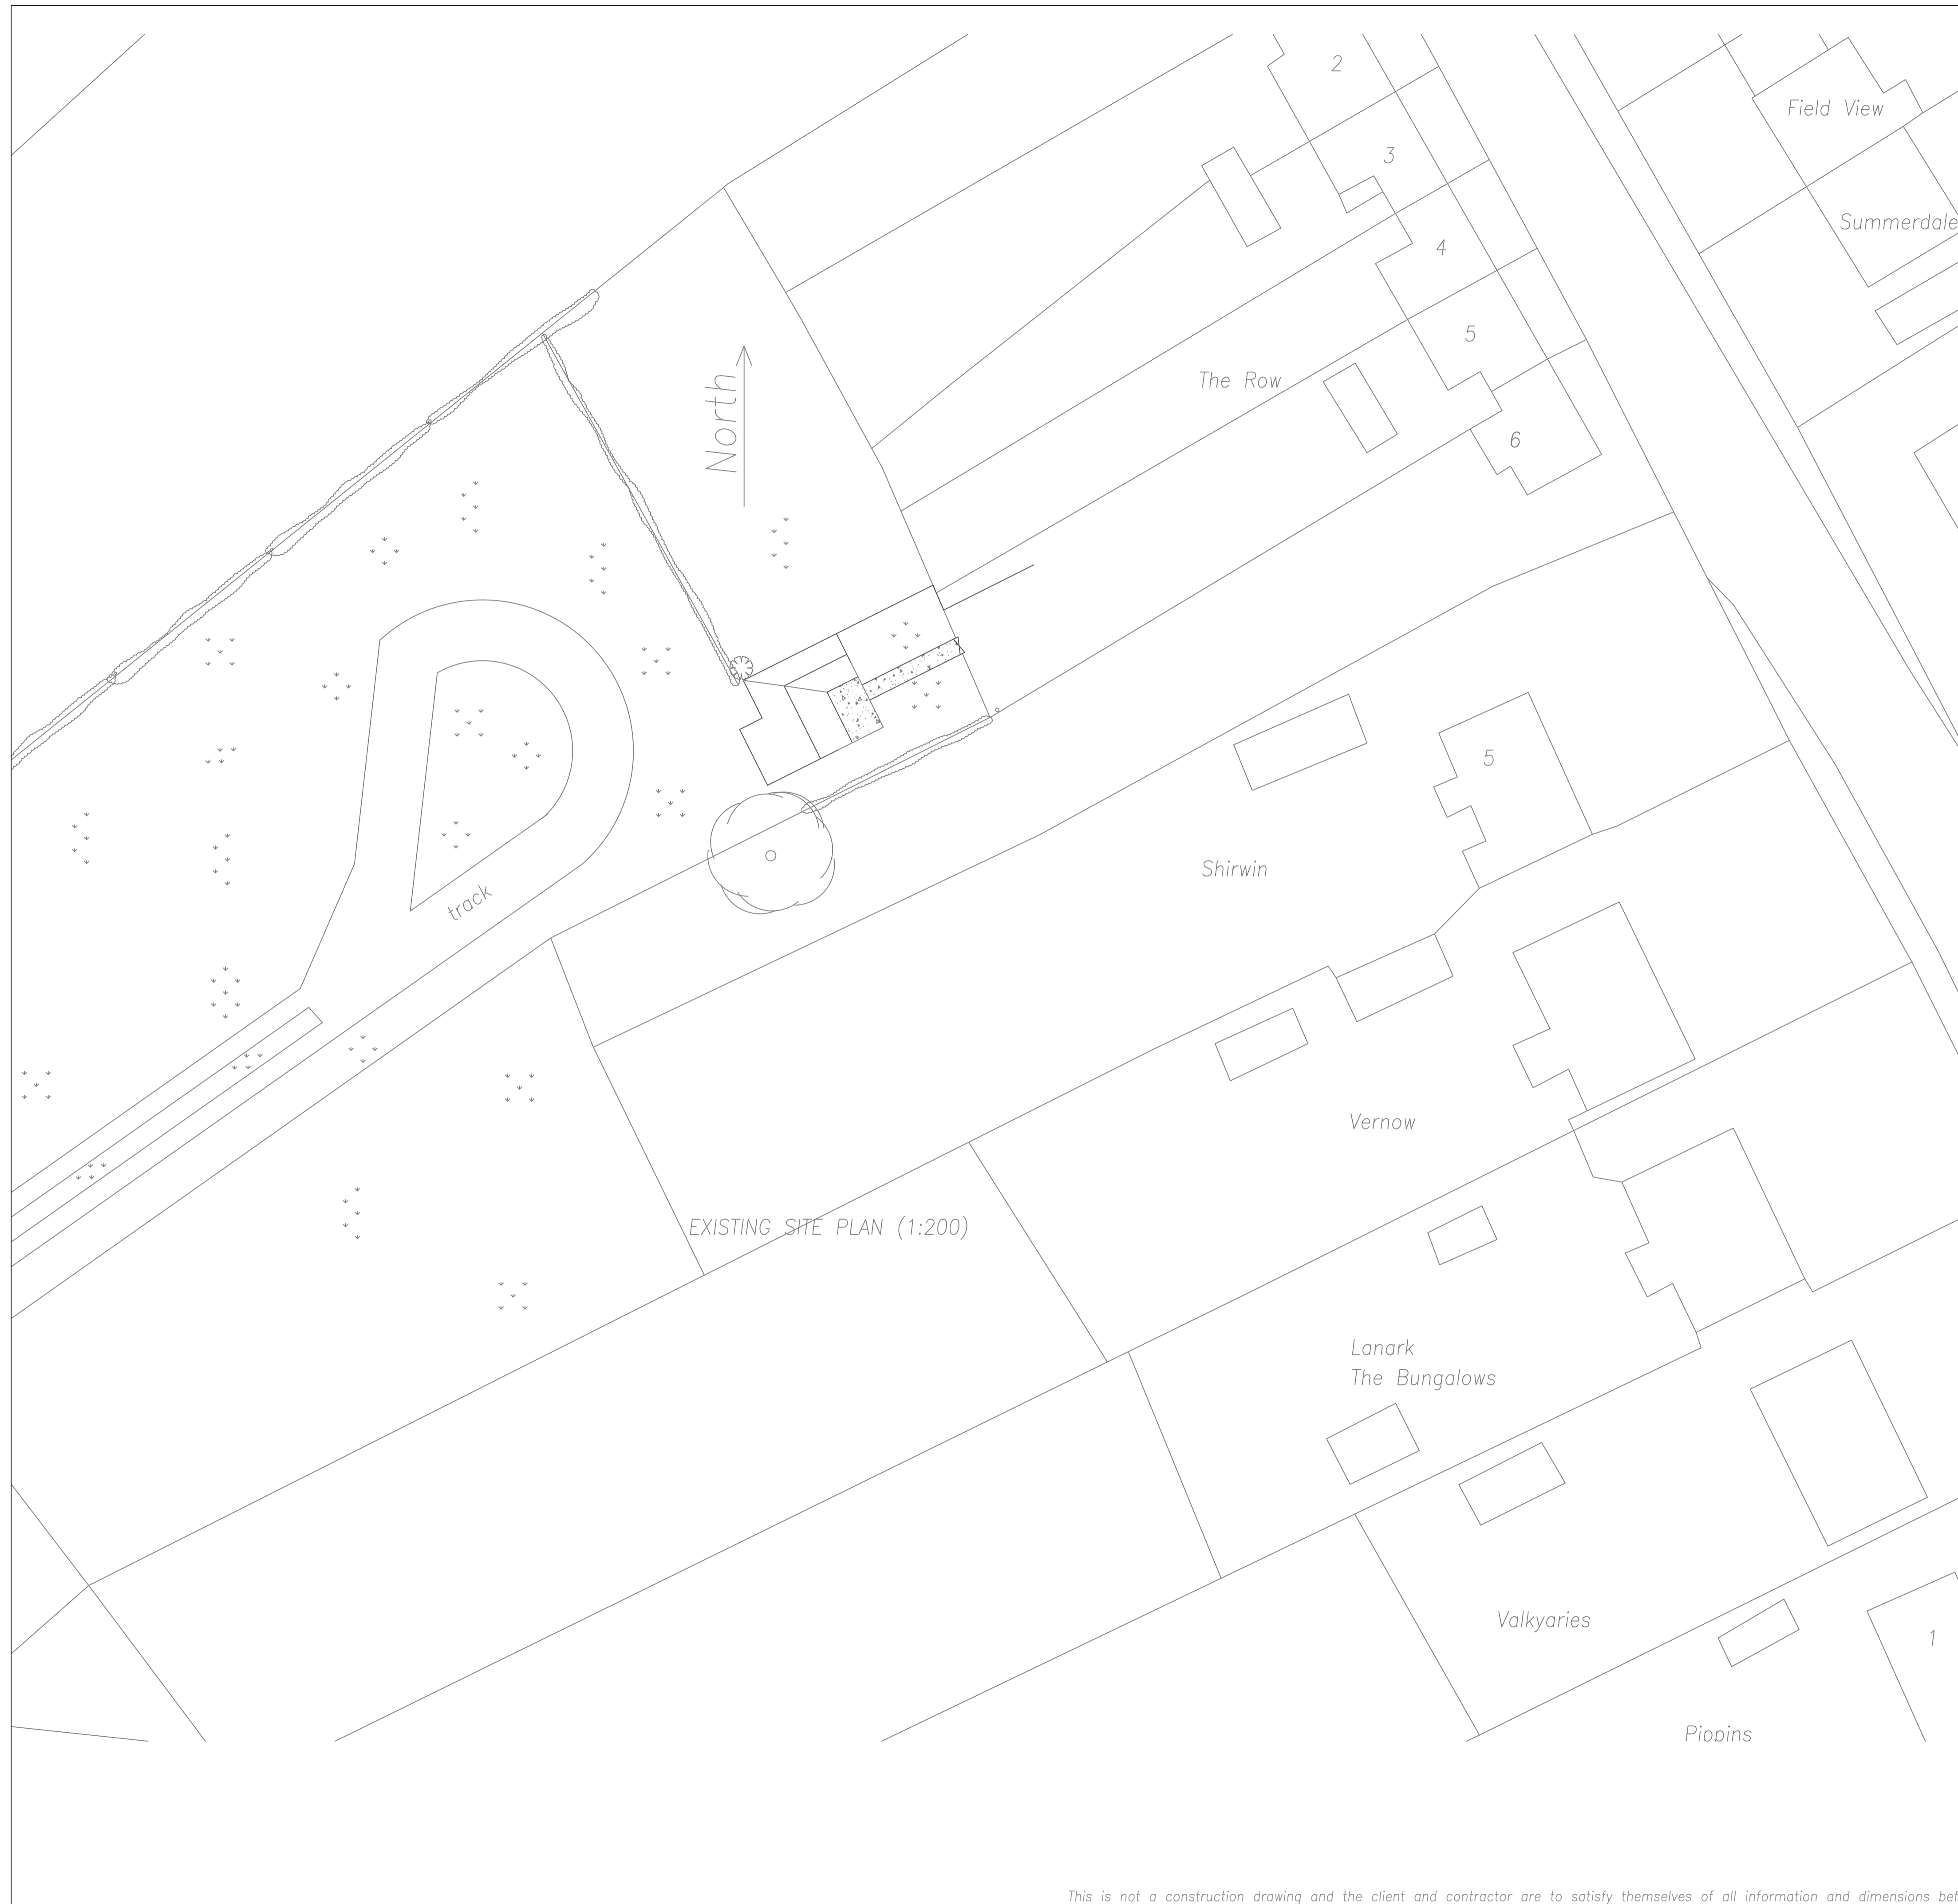 2
Field View
3
Summerdale
4
5
The Row
North
6
5
Shirwin
track
Vernow
EXISTING SITE PLAN (1:200)
Lanark
The Bungalows
Valkyaries
1
Pippins
This is not a construction drawing and the client and contractor are to satisfy themselves of all information and dimensions